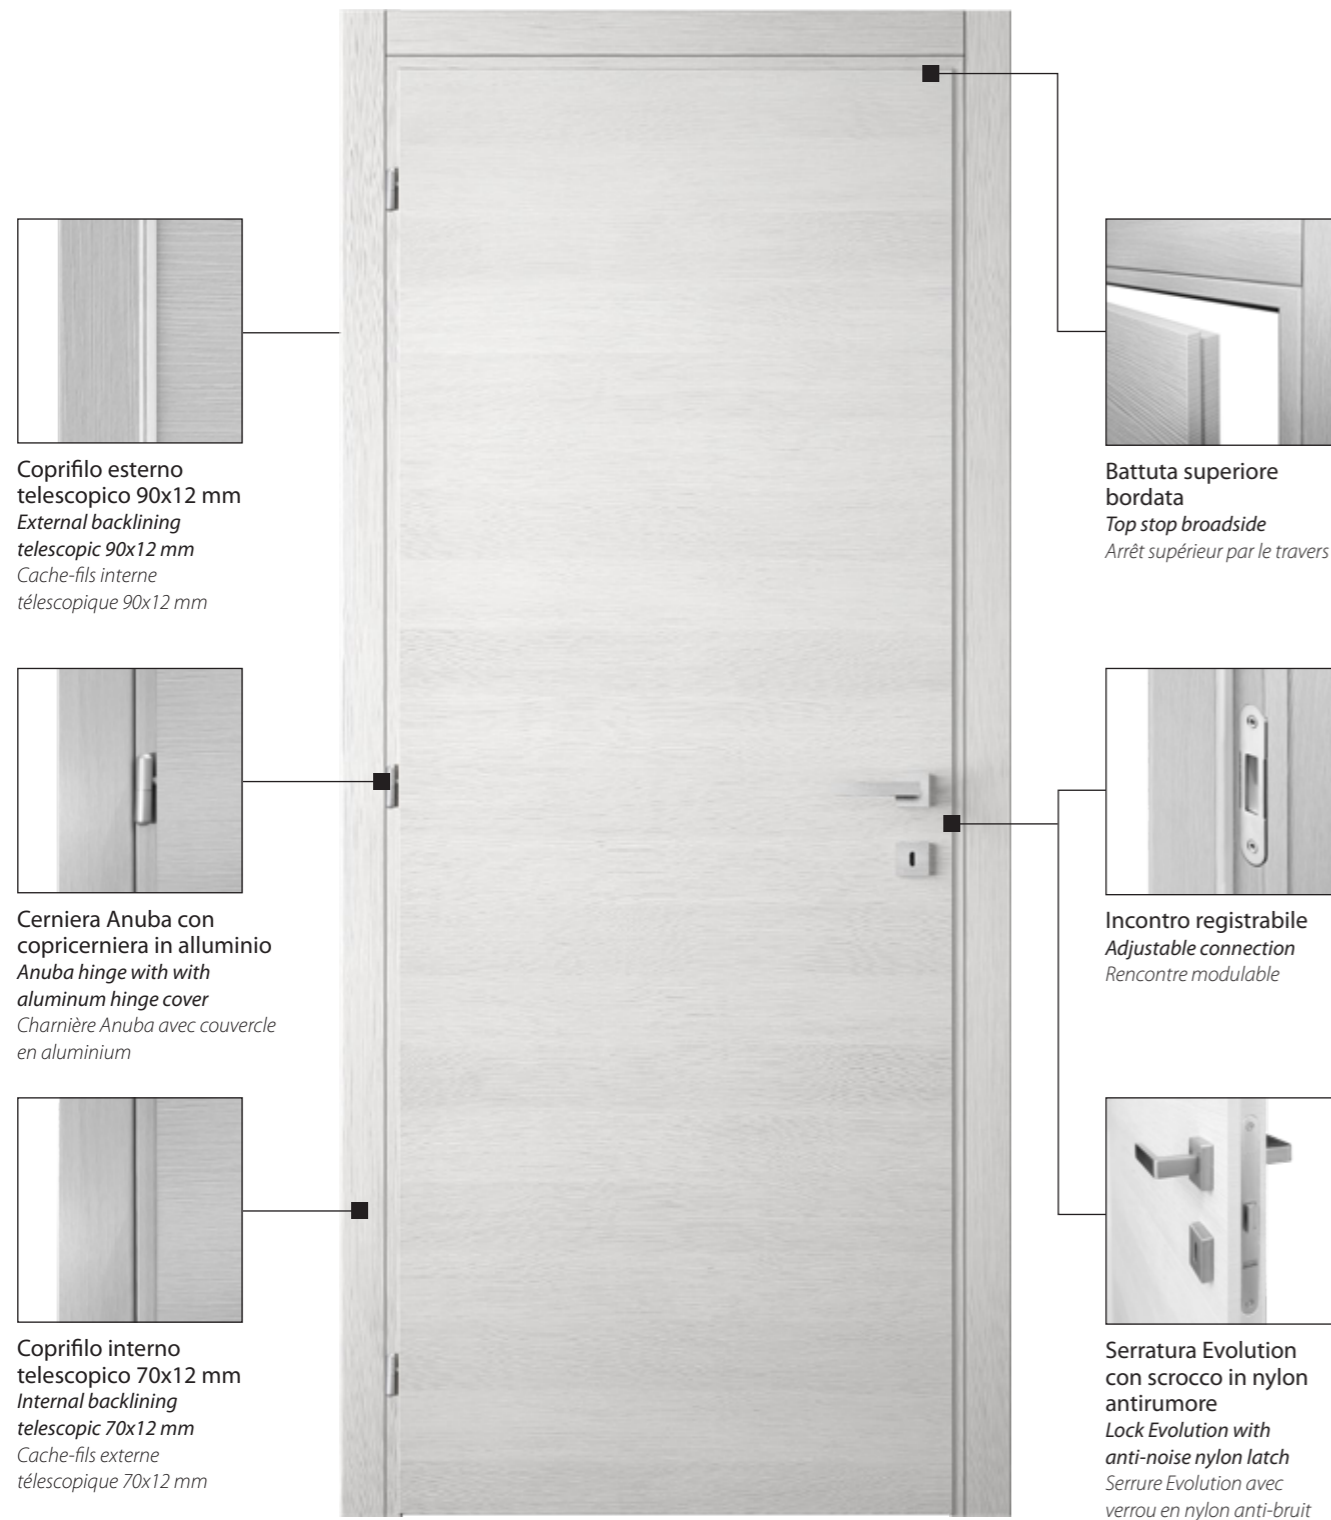 Coprifilo esterno
telescopico 90x12 mm
External backlining
telescopic 90x12 mm
Cache-fils interne
télescopique 90x12 mm
Cerniera Anuba con
copricerniera in alluminio
Anuba hinge with with
aluminum hinge cover
Charnière Anuba avec couvercle
en aluminium
Coprifilo interno
telescopico 70x12 mm
Internal backlining
telescopic 70x12 mm
Cache-fils externe
télescopique 70x12 mm
Battuta superiore
bordata
Top stop broadside
Arrêt supérieur par le travers
Incontro registrabile
Adjustable connection
Rencontre modulable
Serratura Evolution
con scrocco in nylon
antirumore
Lock Evolution with
anti-noise nylon latch
Serrure Evolution avec
verrou en nylon anti-bruit